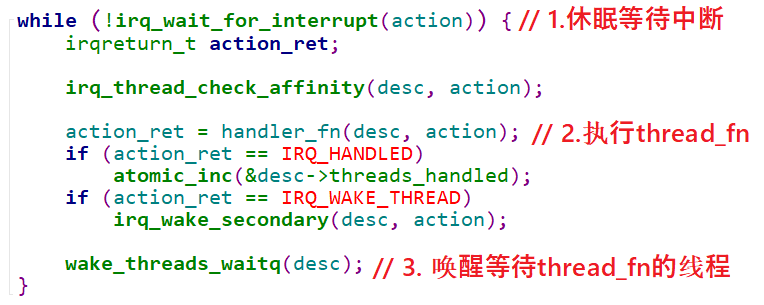 while (!irq_wait_for_interrupt(action)) { // 1.休眠等待中断
irqreturn_t action_ret;
irq_thread_check_affinity(desc, action);
action_ret = handler_fn(desc, action); // 2.执行thread_fn
if (action_ret == IRQ_HANDLED)
atomic_inc(&desc->threads_handled);
if (action_ret == IRQ_WAKE_THREAD)
irq_wake_secondary(desc, action);
wake_threads_waitq(desc); // 3. 唤醒等待thread_fn的线程
}